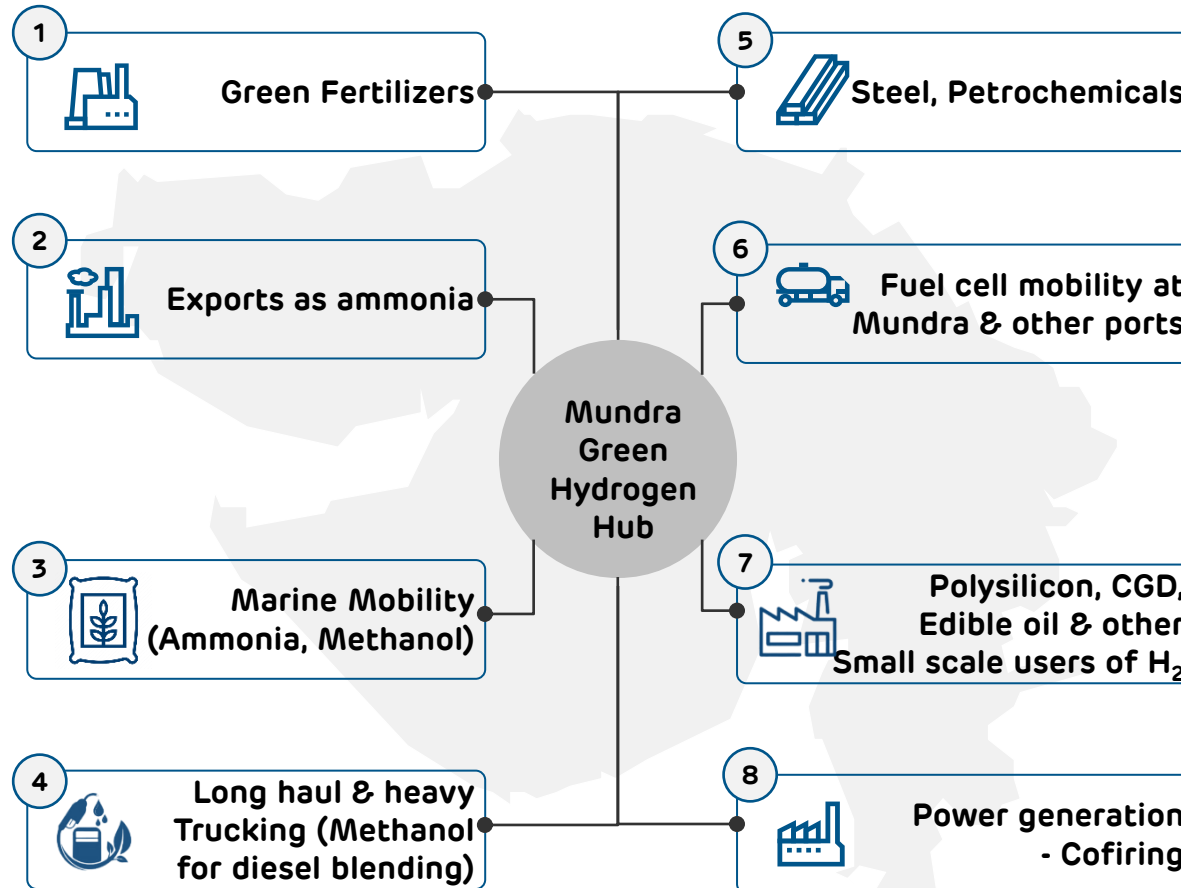 1
Green Fertilizers
2
Exports as ammonia
3
Marine Mobility
(Ammonia, Methanol)
4
Long haul & heavy
Trucking (Methanol
for diesel blending)
Mundra
Green
Hydrogen
Hub
5
Steel, Petrochemicals
6
Fuel cell mobility at
Mundra & other ports
7
Polysilicon, CGD,
Edible oil & other
Small scale users of H₂
8
Power generation
- Cofiring